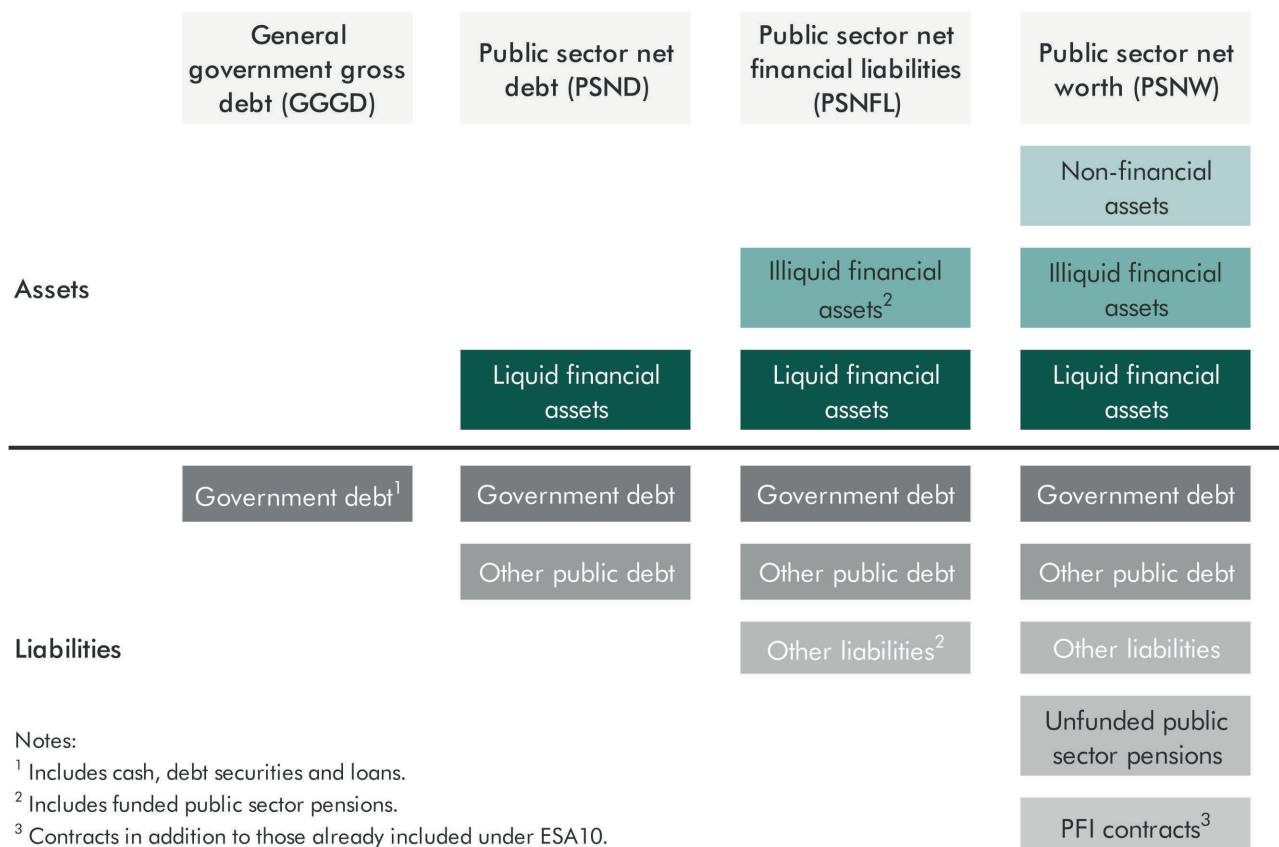 General
government gross
debt (GGGD)
Public sector net
debt (PSND)
Public sector net
financial liabilities
(PSNFL)
Public sector net
worth (PSNW)
Non-financial
assets
Assets
Illiquid financial
assets²
Illiquid financial
assets
Liquid financial
assets
Liquid financial
assets
Liquid financial
assets
Government debt¹
Government debt
Government debt
Government debt
Other public debt
Other public debt
Other public debt
Liabilities
Other liabilities²
Other liabilities
Unfunded public
sector pensions
PFI contracts³
Notes:
¹ Includes cash, debt securities and loans.
² Includes funded public sector pensions.
³ Contracts in addition to those already included under ESA10.